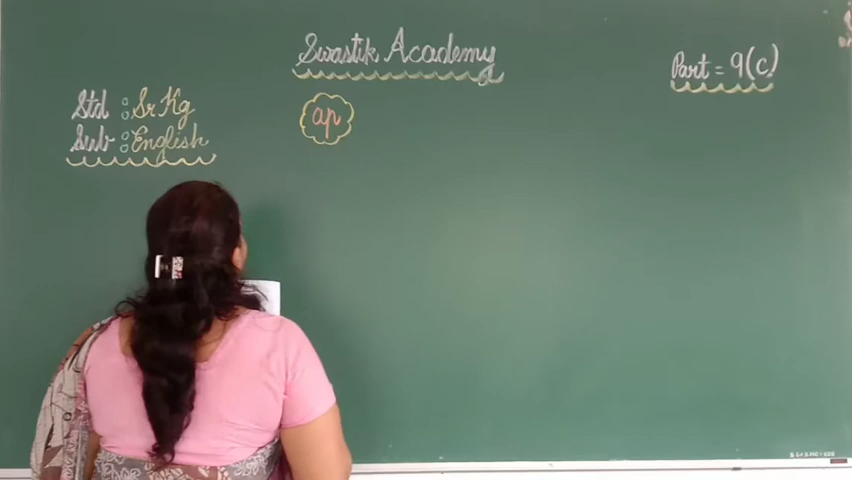 Swastik Academy
Part = 9(c)
Std : Sr Kg
Sub : English
ap